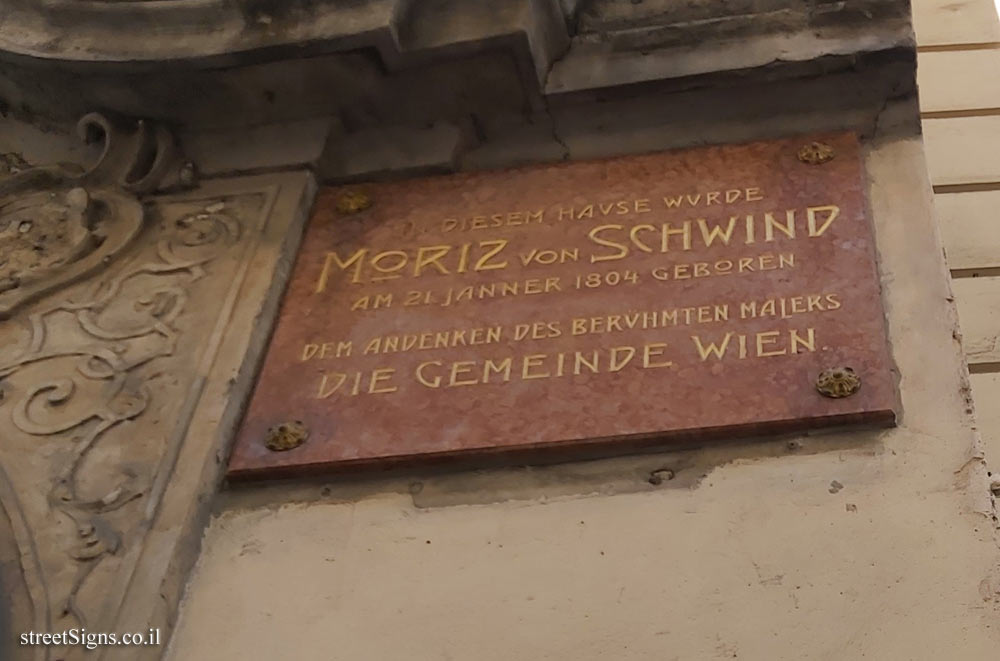 IN DIESEM HAVSE WVRDE
MORIZ VON SCHWIND
AM 21. JANNER 1804 GEBOREN
DEM ANDENKEN DES BERVHMTEN MALERS
DIE GEMEINDE WIEN.
streetSigns.co.il